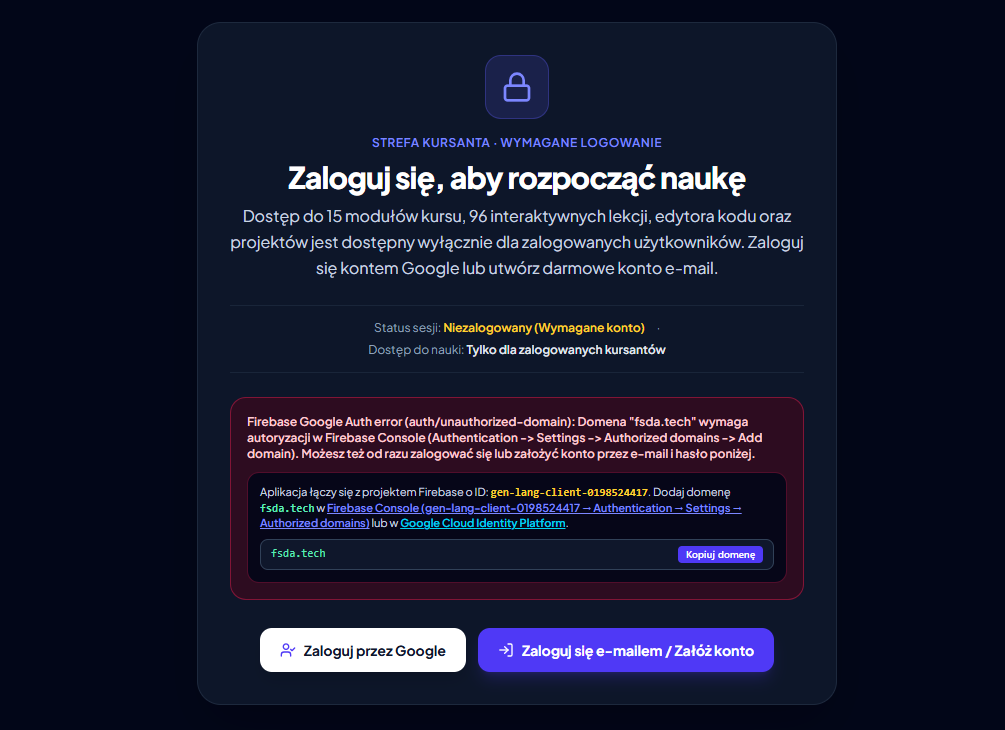 STREFA KURSANTA · WYMAGANE LOGOWANIE
Zaloguj się, aby rozpocząć naukę
Dostęp do 15 modułów kursu, 96 interaktywnych lekcji, edytora kodu oraz
projektów jest dostępny wyłącznie dla zalogowanych użytkowników. Zaloguj
się kontem Google lub utwórz darmowe konto e-mail.
Status sesji: Niezalogowany (Wymagane konto) ·
Dostęp do nauki: Tylko dla zalogowanych kursantów
Firebase Google Auth error (auth/unauthorized-domain): Domena "fsda.tech" wymaga
autoryzacji w Firebase Console (Authentication -> Settings -> Authorized domains -> Add
domain). Możesz też od razu zalogować się lub założyć konto przez e-mail i hasło poniżej.
Aplikacja łączy się z projektem Firebase o ID: gen-lang-client-0198524417. Dodaj domenę
fsda.tech w Firebase Console (gen-lang-client-0198524417 → Authentication → Settings →
Authorized domains) lub w Google Cloud Identity Platform.
fsda.tech Kopiuj domenę
Zaloguj przez Google Zaloguj się e-mailem / Załóż konto